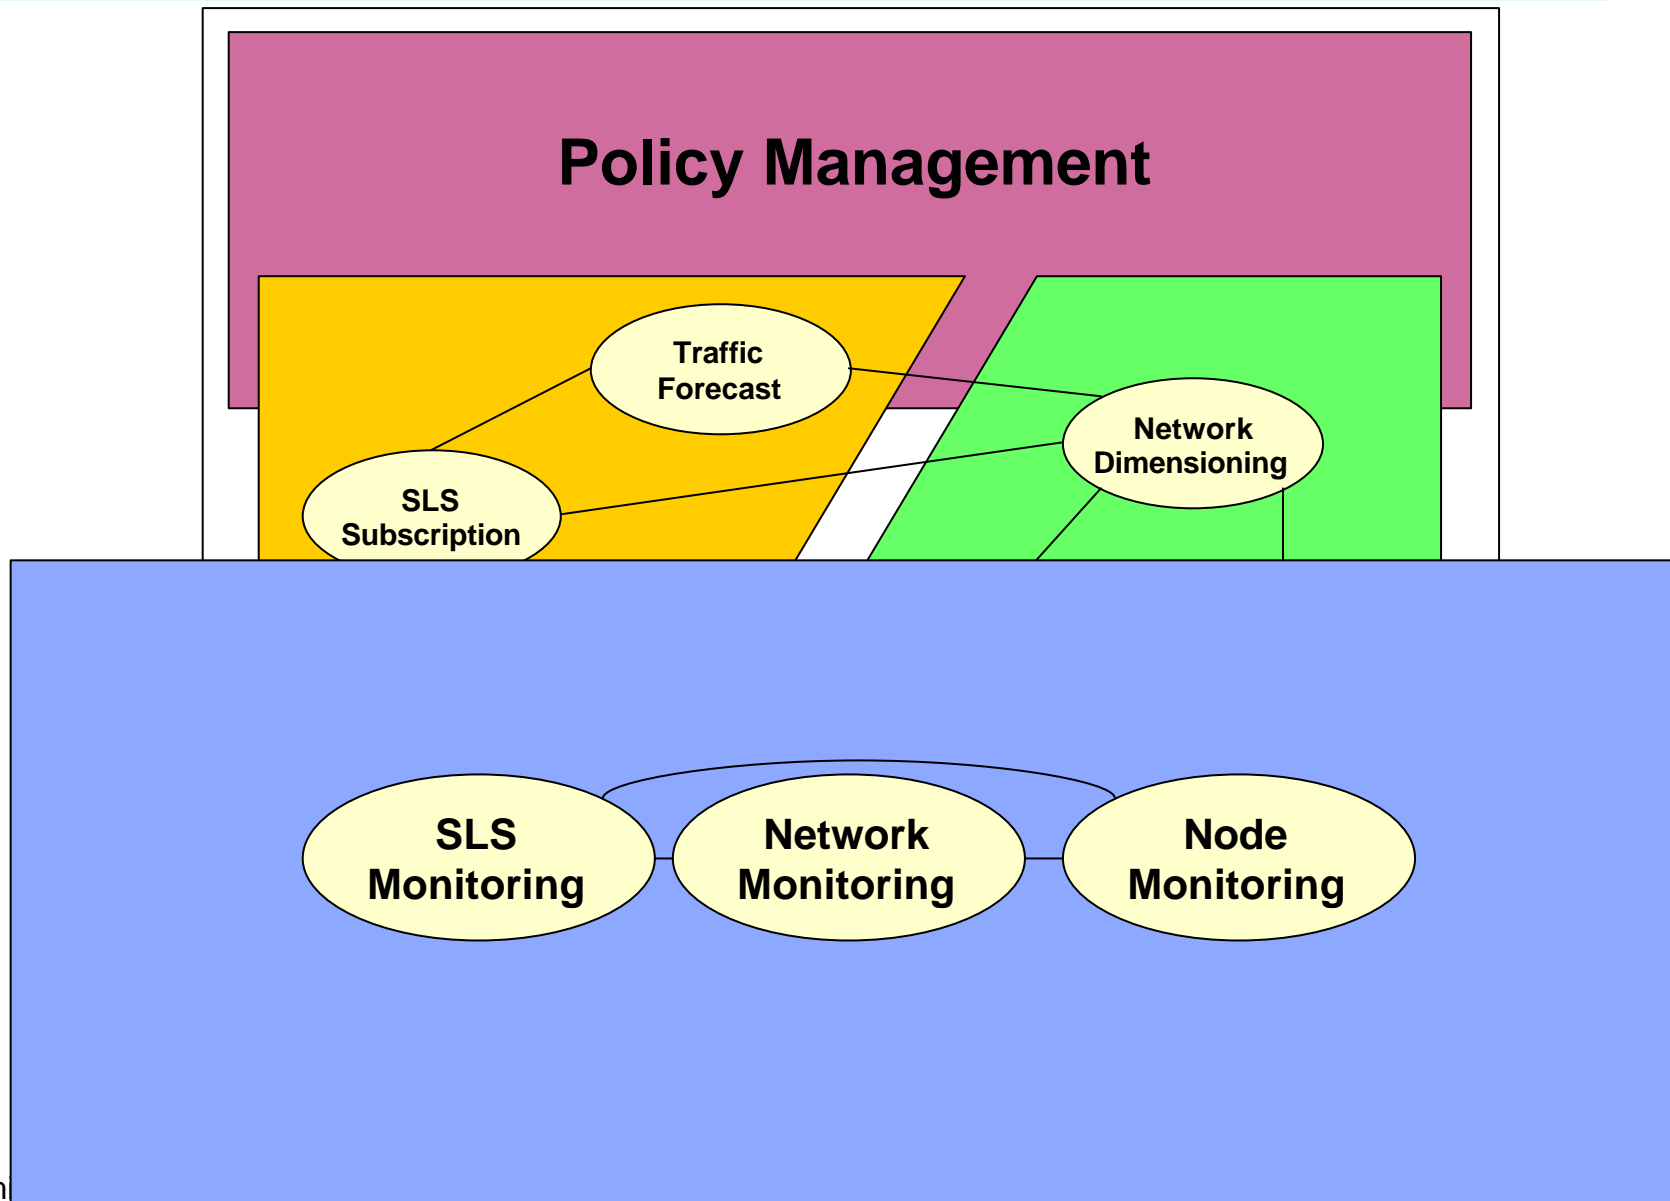 Policy Management
Traffic
Forecast
Network
Dimensioning
SLS
Subscription
SLS
Monitoring
Network
Monitoring
Node
Monitoring